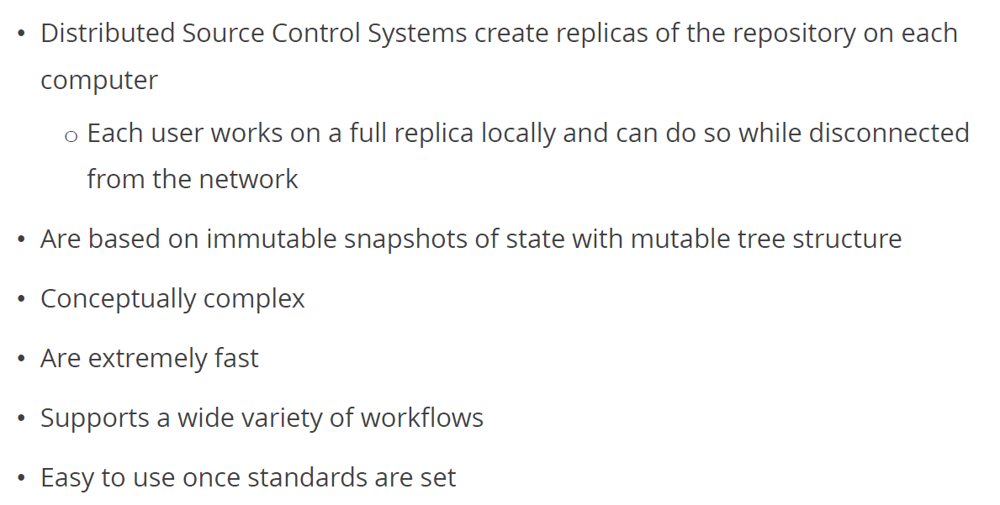 • Distributed Source Control Systems create replicas of the repository on each
computer
○ Each user works on a full replica locally and can do so while disconnected
from the network
• Are based on immutable snapshots of state with mutable tree structure
• Conceptually complex
• Are extremely fast
• Supports a wide variety of workflows
• Easy to use once standards are set